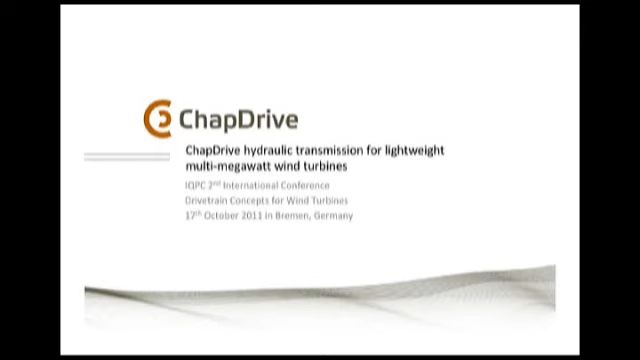 ChapDrive
ChapDrive hydraulic transmission for lightweight
multi-megawatt wind turbines
IQPC 2nd International Conference
Drivetrain Concepts for Wind Turbines
17th October 2011 in Bremen, Germany